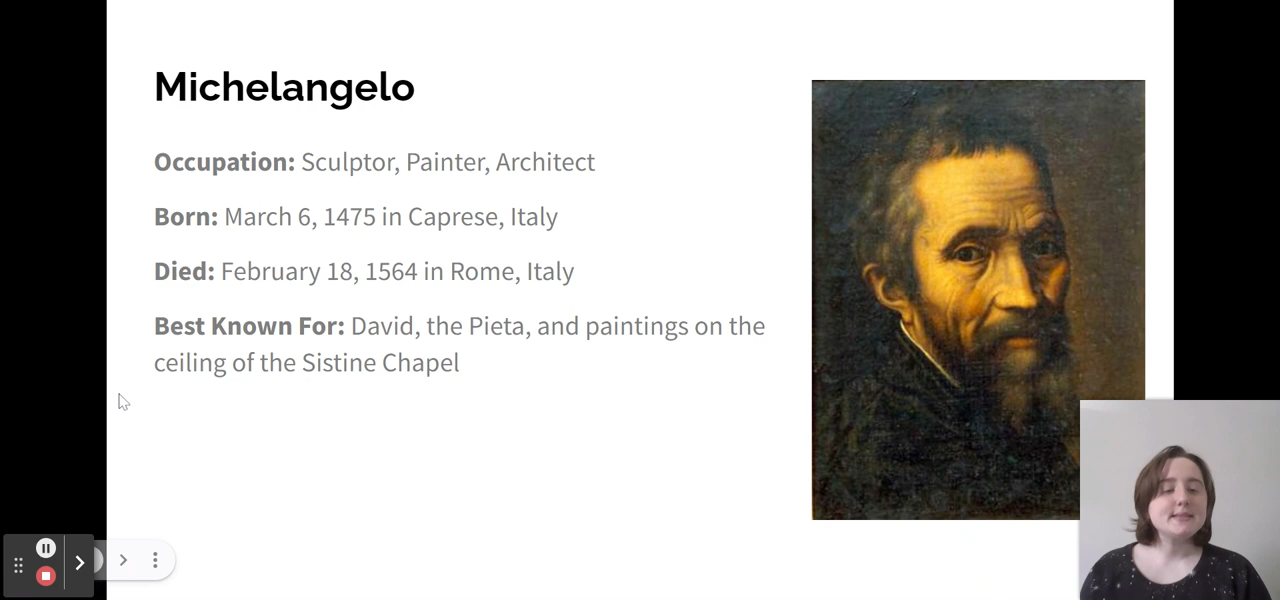 Michelangelo
Occupation: Sculptor, Painter, Architect
Born: March 6, 1475 in Caprese, Italy
Died: February 18, 1564 in Rome, Italy
Best Known For: David, the Pieta, and paintings on the
ceiling of the Sistine Chapel